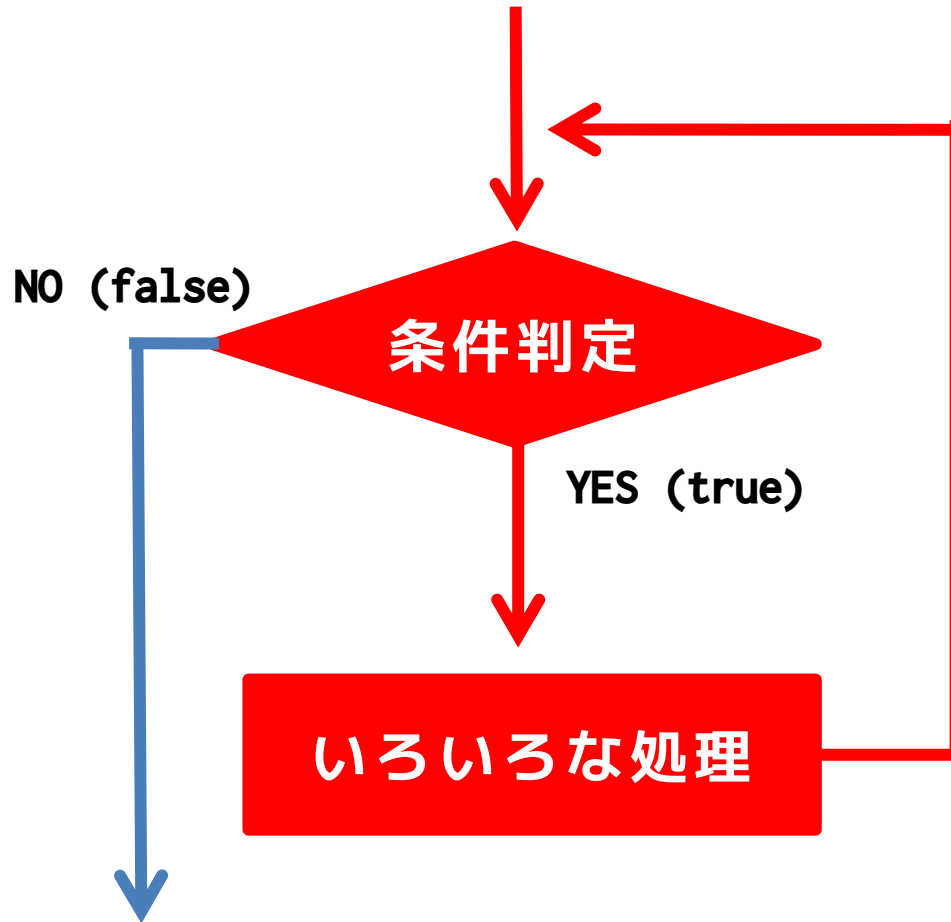 NO (false)
条件判定
YES (true)
いろいろな処理